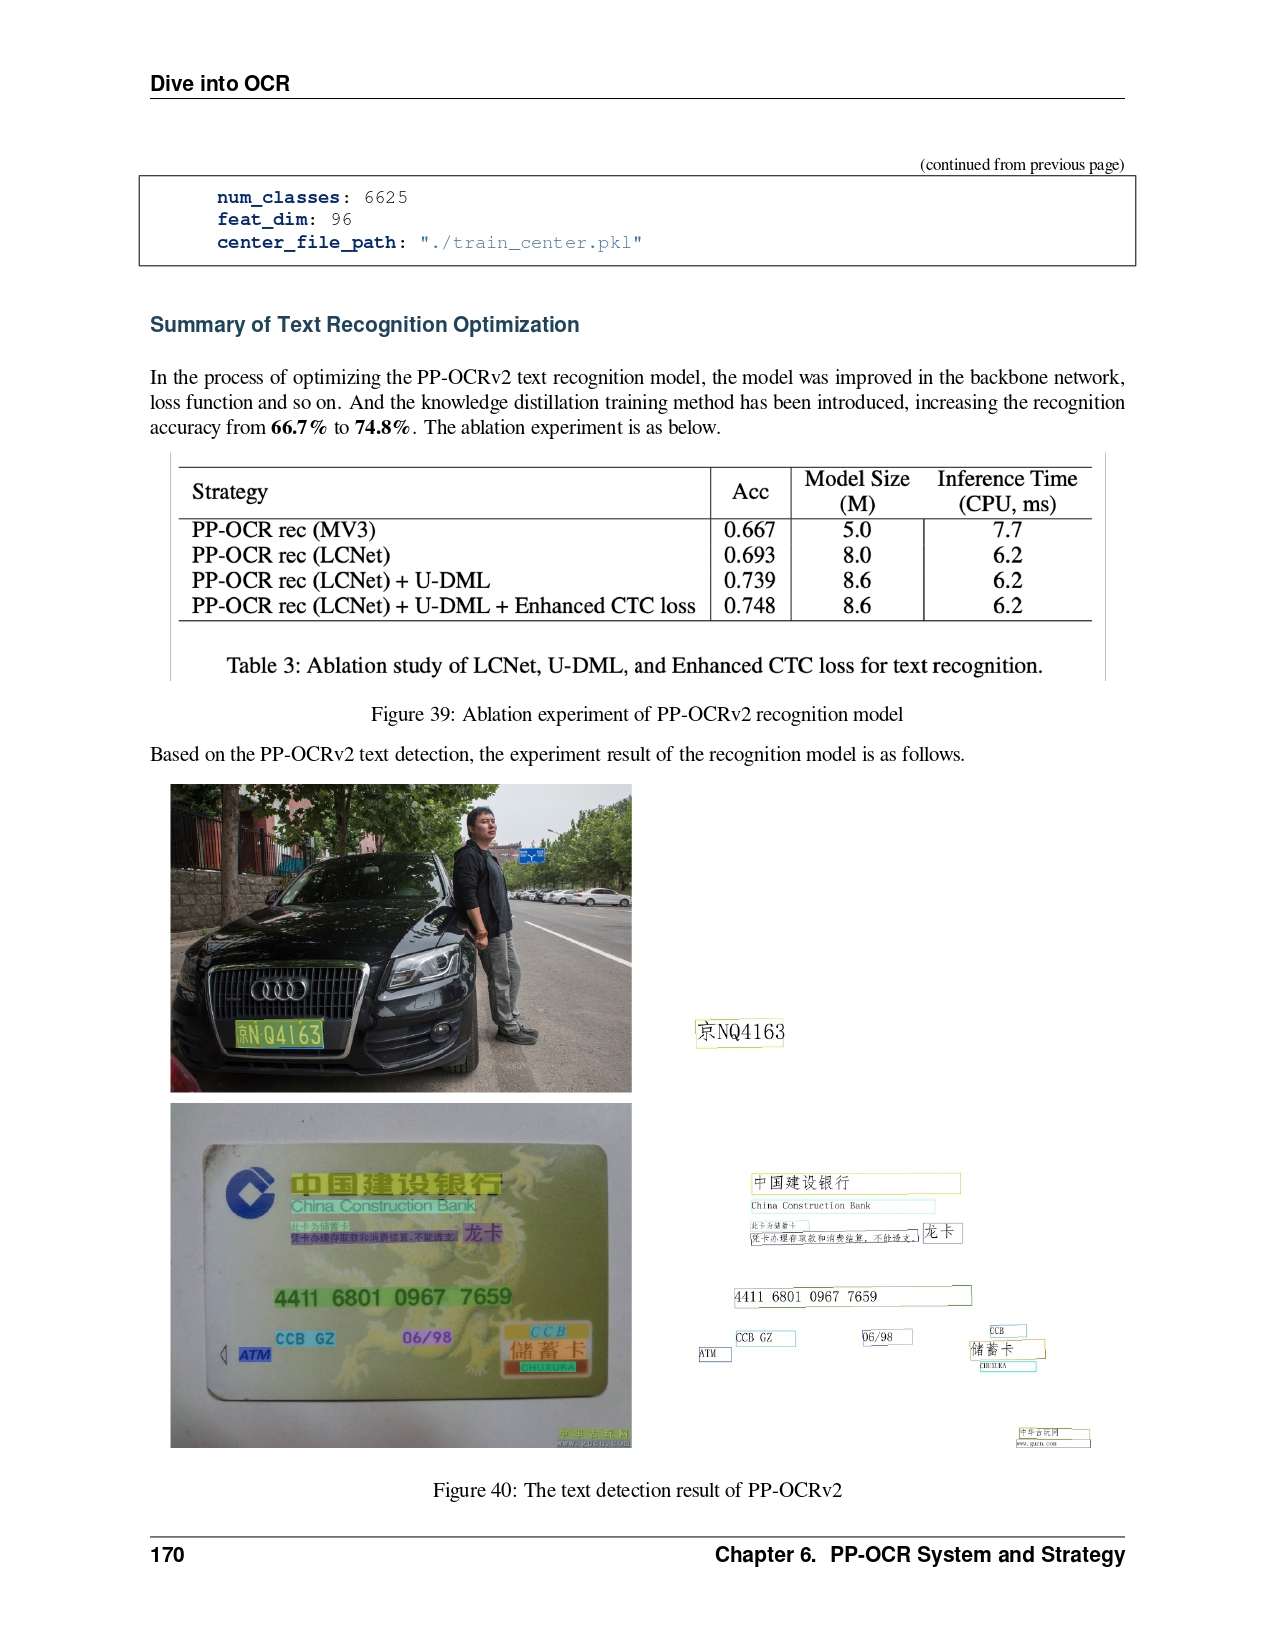 Dive into OCR
(continued from previous page)
num_classes: 6625
feat_dim: 96
center_file_path: "./train_center.pkl"
Summary of Text Recognition Optimization
In the process of optimizing the PP-OCRv2 text recognition model, the model was improved in the backbone network,
loss function and so on. And the knowledge distillation training method has been introduced, increasing the recognition
accuracy from 66.7% to 74.8%. The ablation experiment is as below.
Strategy Acc Model Size (M) Inference Time (CPU, ms)
PP-OCR rec (MV3) 0.667 5.0 7.7
PP-OCR rec (LCNet) 0.693 8.0 6.2
PP-OCR rec (LCNet) + U-DML 0.739 8.6 6.2
PP-OCR rec (LCNet) + U-DML + Enhanced CTC loss 0.748 8.6 6.2
Table 3: Ablation study of LCNet, U-DML, and Enhanced CTC loss for text recognition.
Figure 39: Ablation experiment of PP-OCRv2 recognition model
Based on the PP-OCRv2 text detection, the experiment result of the recognition model is as follows.
京N·Q4163
京NQ4163
中国建设银行
China Construction Bank
此卡为储蓄卡
凭卡办理存取款和消费结算,不能透支.
龙卡
4411 6801 0967 7659
CCB GZ
06/98
CCB
ATM
储蓄卡
CHUXUKA
中华古玩网
www.gucn.com
中国建设银行
China Construction Bank
此卡为储蓄卡
凭卡办理存取款和消费结算, 不能透支.
龙卡
4411 6801 0967 7659
CCB GZ
06/98
CCB
ATM
储蓄卡
CHUXUKA
中华古玩网
www.gucn.com
Figure 40: The text detection result of PP-OCRv2
170 Chapter 6. PP-OCR System and Strategy